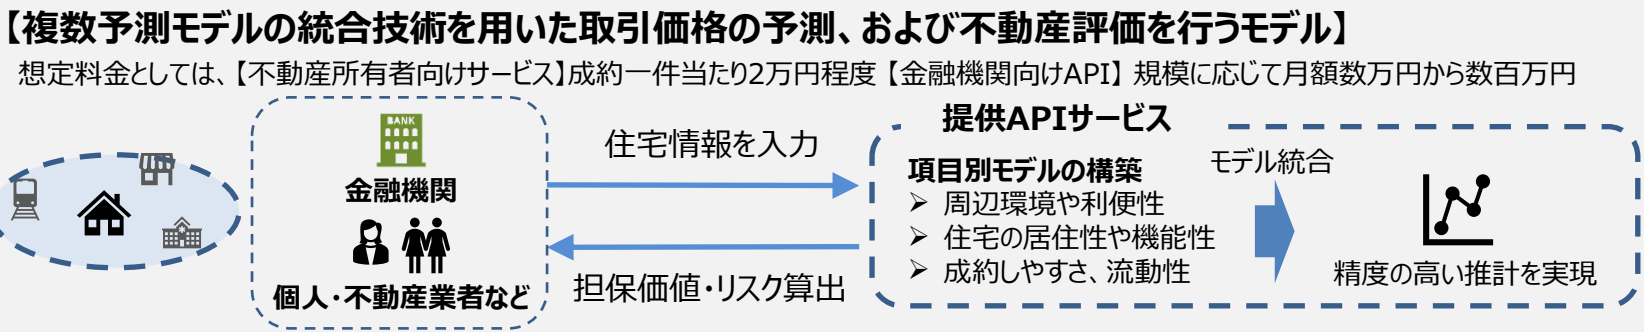 【複数予測モデルの統合技術を用いた取引価格の予測、および不動産評価を行うモデル】
想定料金としては、【不動産所有者向けサービス】成約一件当たり2万円程度 【金融機関向けAPI】 規模に応じて月額数万円から数百万円
BANK
金融機関
個人・不動産業者など
住宅情報を入力
担保価値・リスク算出
提供APIサービス
項目別モデルの構築
➢ 周辺環境や利便性
➢ 住宅の居住性や機能性
➢ 成約しやすさ、流動性
モデル統合
精度の高い推計を実現